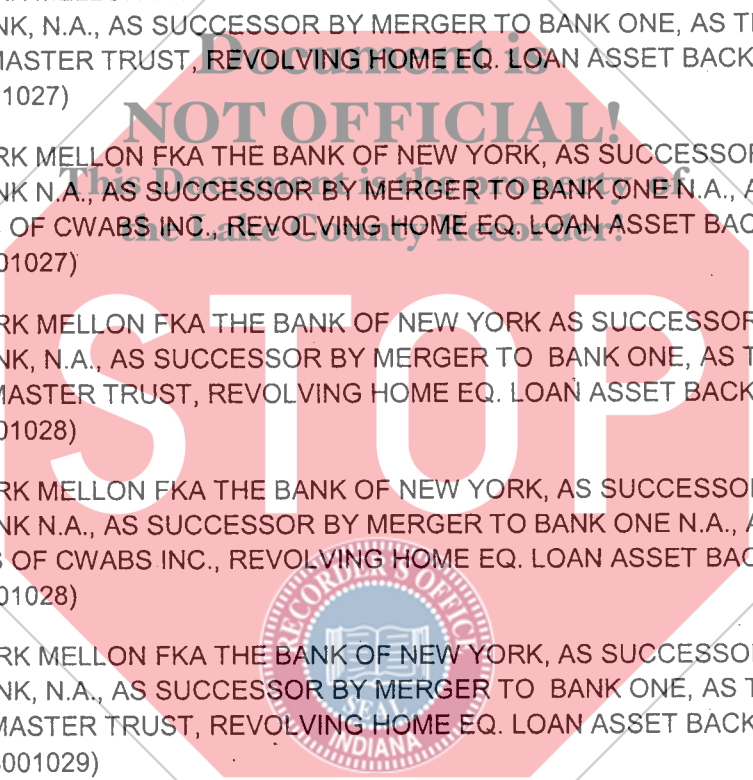 NK, N.A., AS SUCCESSOR BY MERGER TO BANK ONE, AS T
MASTER TRUST, REVOLVING HOME EQ. LOAN ASSET BACK
1027)
RK MELLON FKA THE BANK OF NEW YORK, AS SUCCESSOR
NK N.A., AS SUCCESSOR BY MERGER TO BANK ONE N.A., A
OF CWABS INC., REVOLVING HOME EQ. LOAN ASSET BAC
01027)
RK MELLON FKA THE BANK OF NEW YORK AS SUCCESSOR
NK, N.A., AS SUCCESSOR BY MERGER TO BANK ONE, AS T
MASTER TRUST, REVOLVING HOME EQ. LOAN ASSET BACK
01028)
RK MELLON FKA THE BANK OF NEW YORK, AS SUCCESSO
NK N.A., AS SUCCESSOR BY MERGER TO BANK ONE N.A., A
S OF CWABS INC., REVOLVING HOME EQ. LOAN ASSET BAC
01028)
RK MELLON FKA THE BANK OF NEW YORK, AS SUCCESSO
NK, N.A., AS SUCCESSOR BY MERGER TO BANK ONE, AS T
MASTER TRUST, REVOLVING HOME EQ. LOAN ASSET BACK
001029)
Document is
NOT OFFICIAL!
This Document is the property of
the Lake County Recorder!
STOP
RECORDER'S OFFICE
SEAL
INDIANA